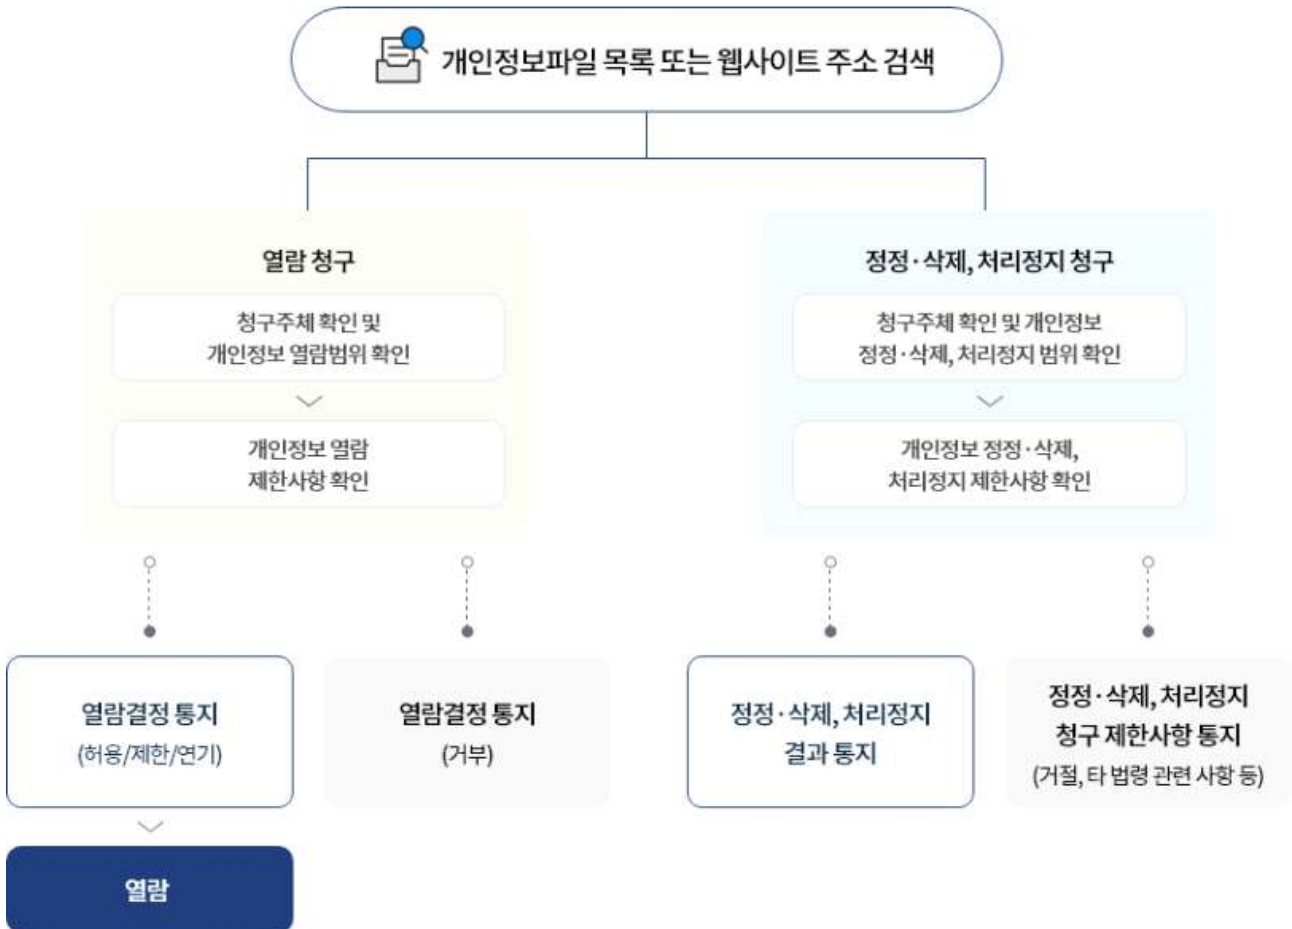 개인정보파일 목록 또는 웹사이트 주소 검색
열람 청구
청구주체 확인 및
개인정보 열람범위 확인
개인정보 열람
제한사항 확인
정정·삭제, 처리정지 청구
청구주체 확인 및 개인정보
정정·삭제, 처리정지 범위 확인
개인정보 정정·삭제,
처리정지 제한사항 확인
열람결정 통지
(허용/제한/연기)
열람
열람결정 통지
(거부)
정정·삭제, 처리정지
결과 통지
정정·삭제, 처리정지
청구 제한사항 통지
(거절, 타 법령 관련 사항 등)